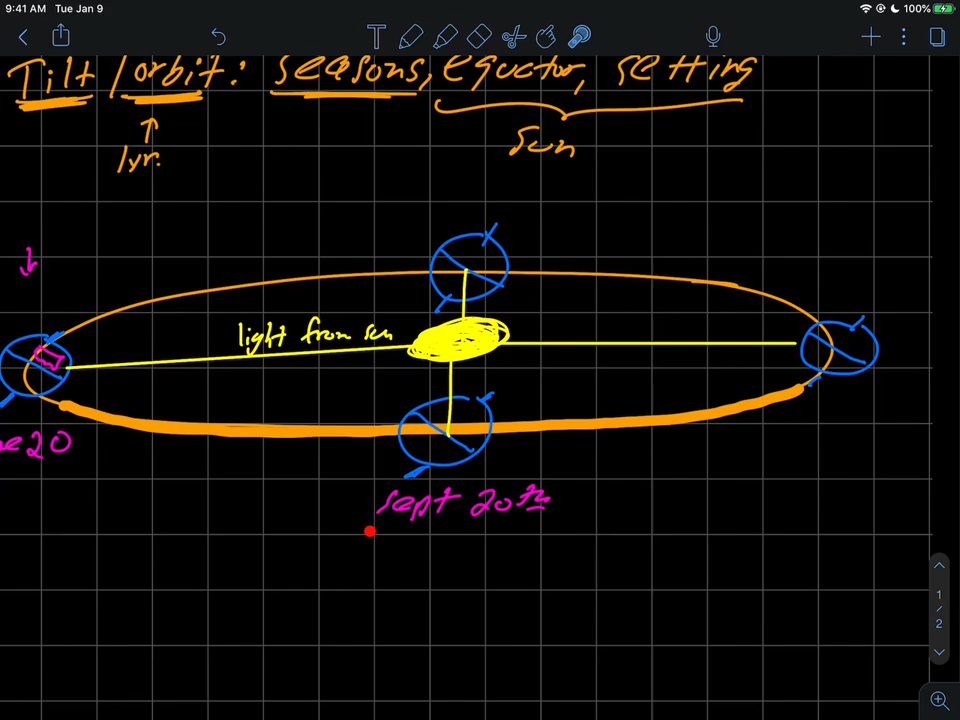 9:41 AM Tue Jan 9
100%
Tilt / orbit: seasons, equator, setting
1yr.
sun
light from sun
e 20
sept 20th
1
/
2